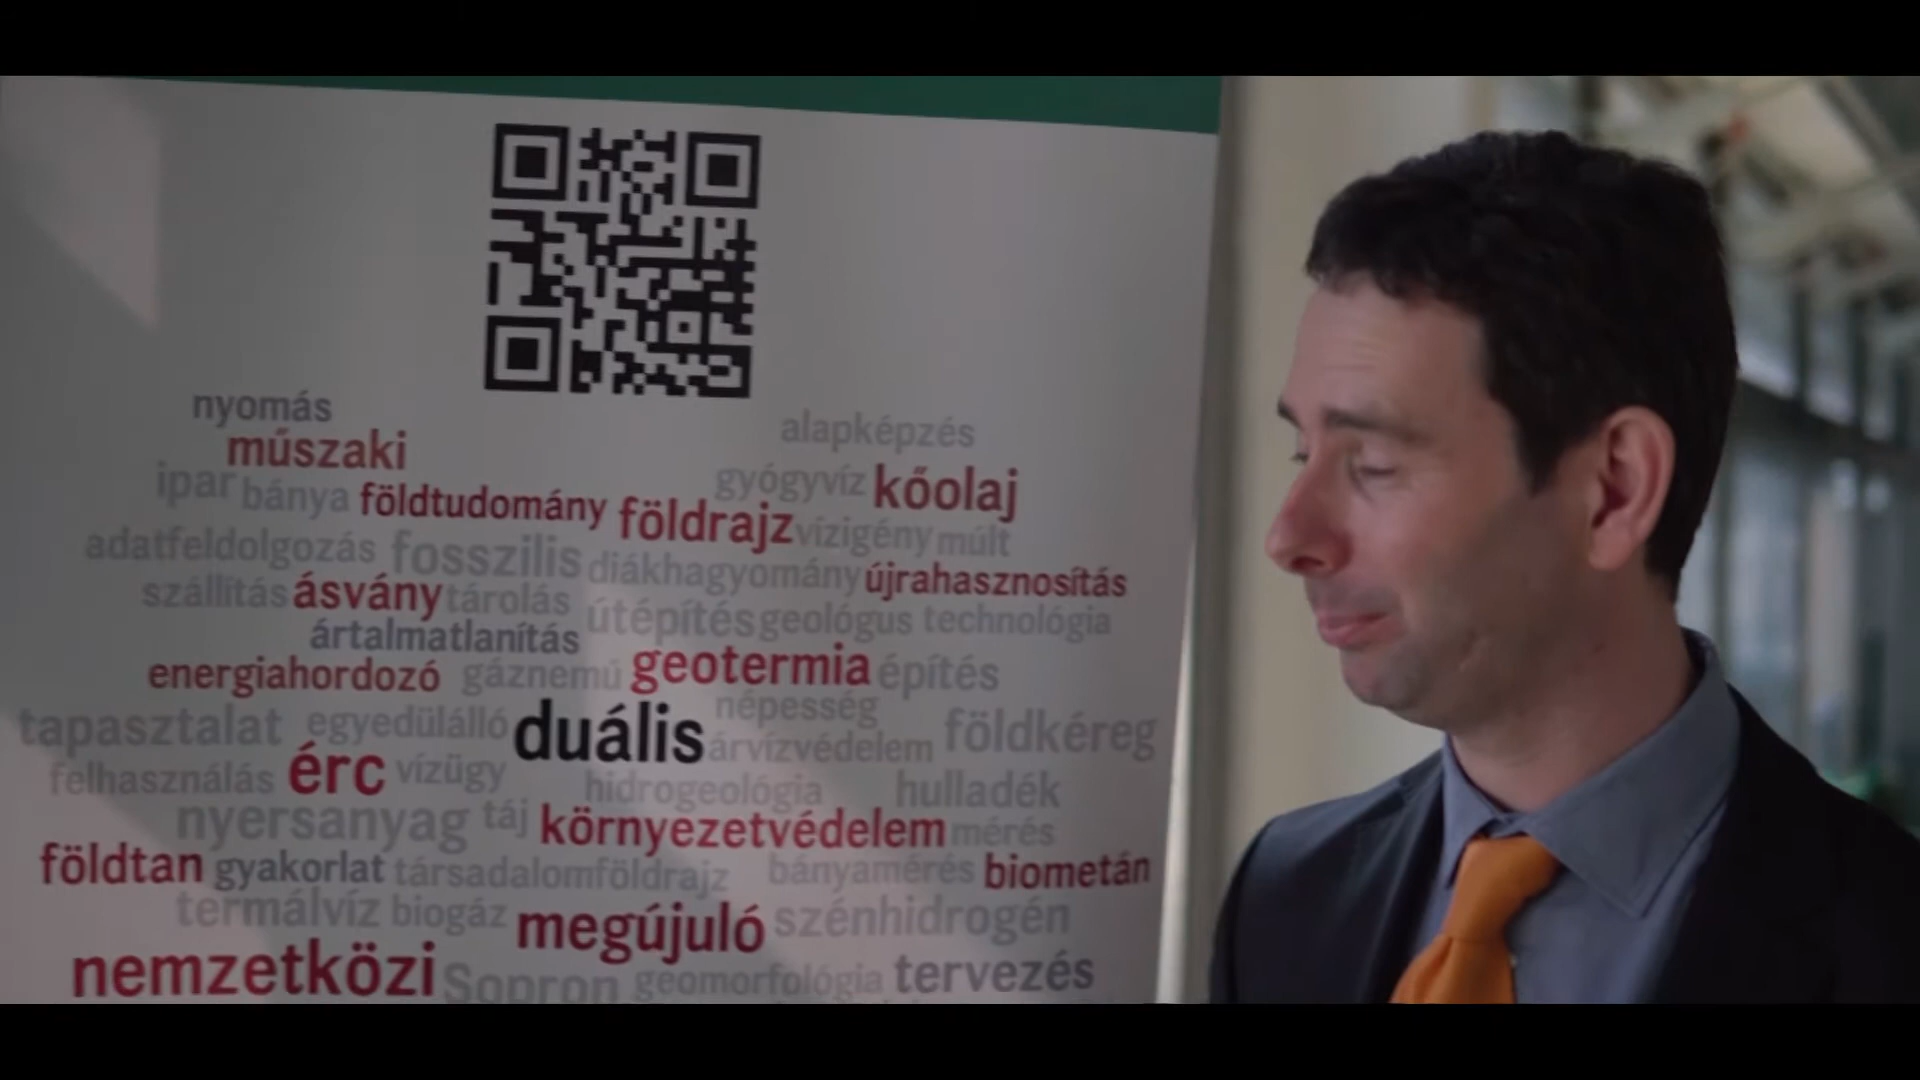 nyomás
műszaki
alapképzés
ipar bánya földtudomány földrajz gyógyvíz kőolaj
adatfeldolgozás fosszilis vízigény múlt
szállítás ásvány tárolás diákhagyomány újrahasznosítás
ártalmatlanítás útépítés geológus technológia
energiahordozó gáznemű geotermia építés
tapasztalat egyedülálló duális népesség földkéreg
felhasználás érc vízügy árvízvédelem
hidrogeológia hulladék
nyersanyag táj környezetvédelem mérés
földtan gyakorlat társadalomföldrajz bányamérés biometán
termálvíz biogáz megújuló szénhidrogén
nemzetközi Sopron geomorfológia tervezés